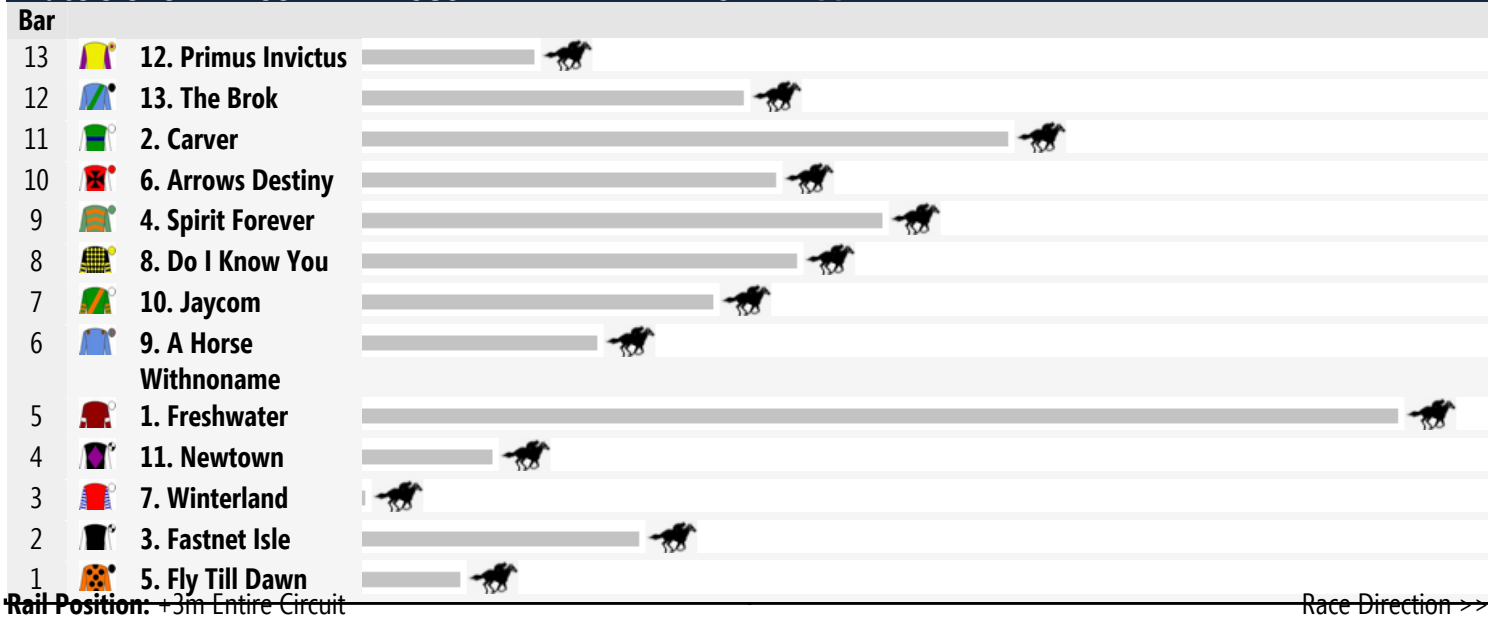 Bar
13 12. Primus Invictus
12 13. The Brok
11 2. Carver
10 6. Arrows Destiny
9 4. Spirit Forever
8 8. Do I Know You
7 10. Jaycom
6 9. A Horse
Withnoname
5 1. Freshwater
4 11. Newtown
3 7. Winterland
2 3. Fastnet Isle
1 5. Fly Till Dawn
Rail Position: +3m Entire Circuit Race Direction >>